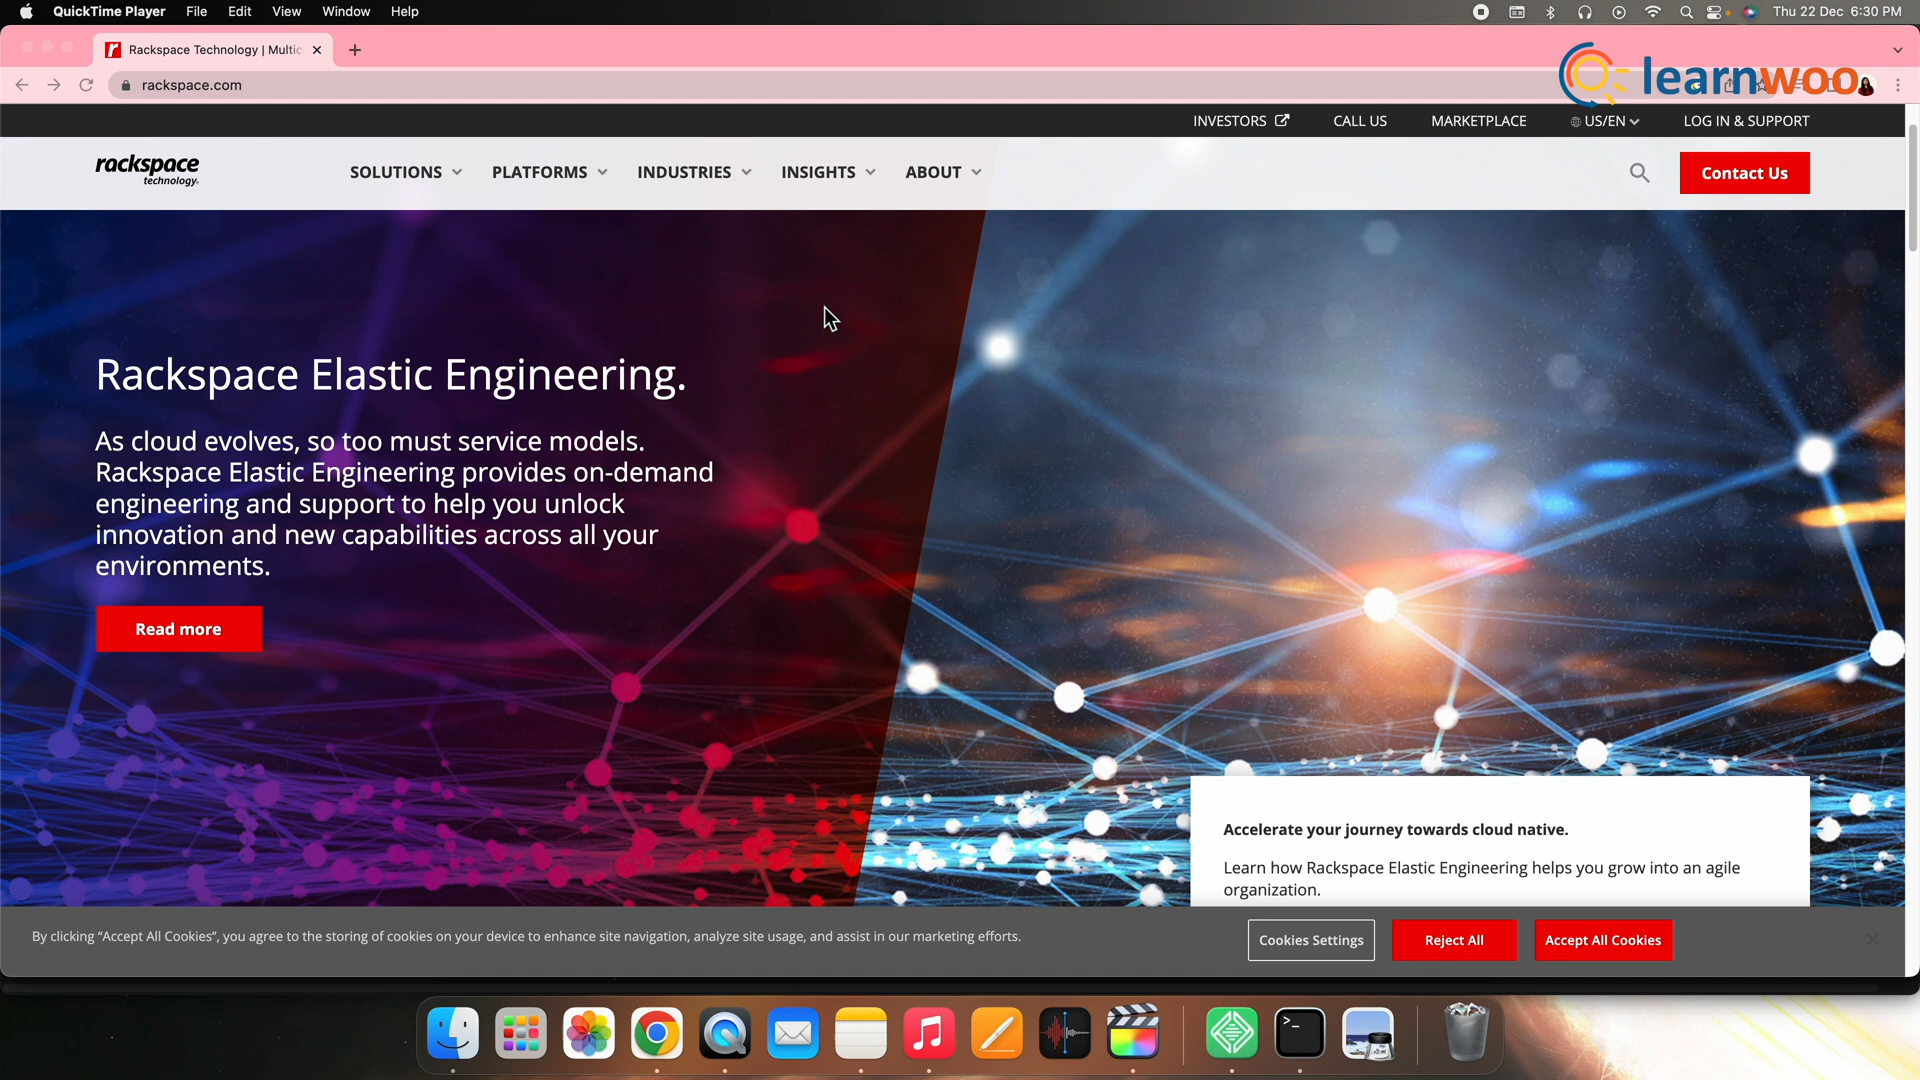 QuickTime Player File Edit View Window Help
Thu 22 Dec 6:30 PM
Rackspace Technology | Multic
rackspace.com
learnwoo
INVESTORS CALL US MARKETPLACE US/EN LOG IN & SUPPORT
rackspace
technology.
SOLUTIONS PLATFORMS INDUSTRIES INSIGHTS ABOUT
Contact Us
Rackspace Elastic Engineering.
As cloud evolves, so too must service models.
Rackspace Elastic Engineering provides on-demand
engineering and support to help you unlock
innovation and new capabilities across all your
environments.
Read more
Accelerate your journey towards cloud native.
Learn how Rackspace Elastic Engineering helps you grow into an agile
organization.
By clicking “Accept All Cookies”, you agree to the storing of cookies on your device to enhance site navigation, analyze site usage, and assist in our marketing efforts.
Cookies Settings
Reject All
Accept All Cookies